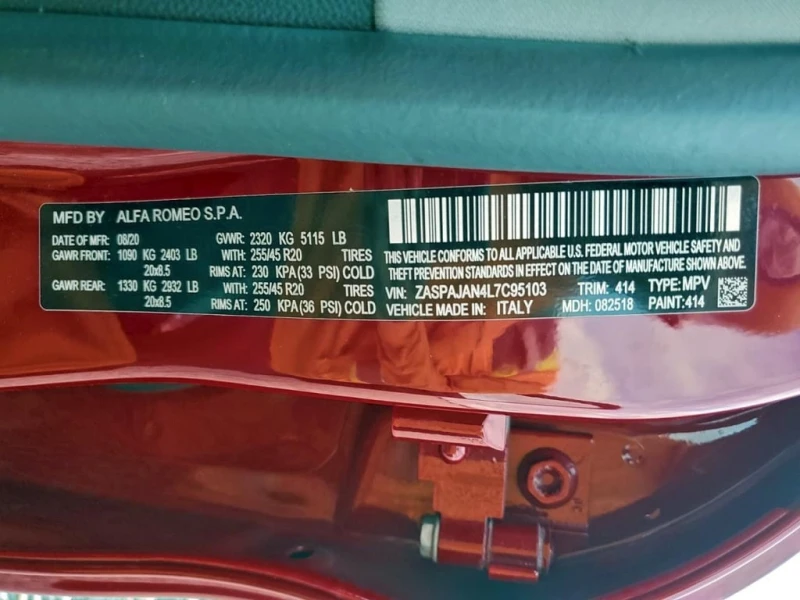 MFD BY ALFA ROMEO S.P.A.
DATE OF MFR: 08/20 GVWR: 2320 KG 5115 LB
GAWR FRONT: 1090 KG 2403 LB WITH: 255/45 R20 TIRES
20x8.5 RIMS AT: 230 KPA (33 PSI) COLD
GAWR REAR: 1330 KG 2932 LB WITH: 255/45 R20 TIRES
20x8.5 RIMS AT: 250 KPA (36 PSI) COLD
THIS VEHICLE CONFORMS TO ALL APPLICABLE U.S. FEDERAL MOTOR VEHICLE SAFETY AND
THEFT PREVENTION STANDARDS IN EFFECT ON THE DATE OF MANUFACTURE SHOWN ABOVE.
VIN: ZASPAJAN4L7C95103 TRIM: 414 TYPE: MPV
VEHICLE MADE IN: ITALY MDH: 082518 PAINT: 414